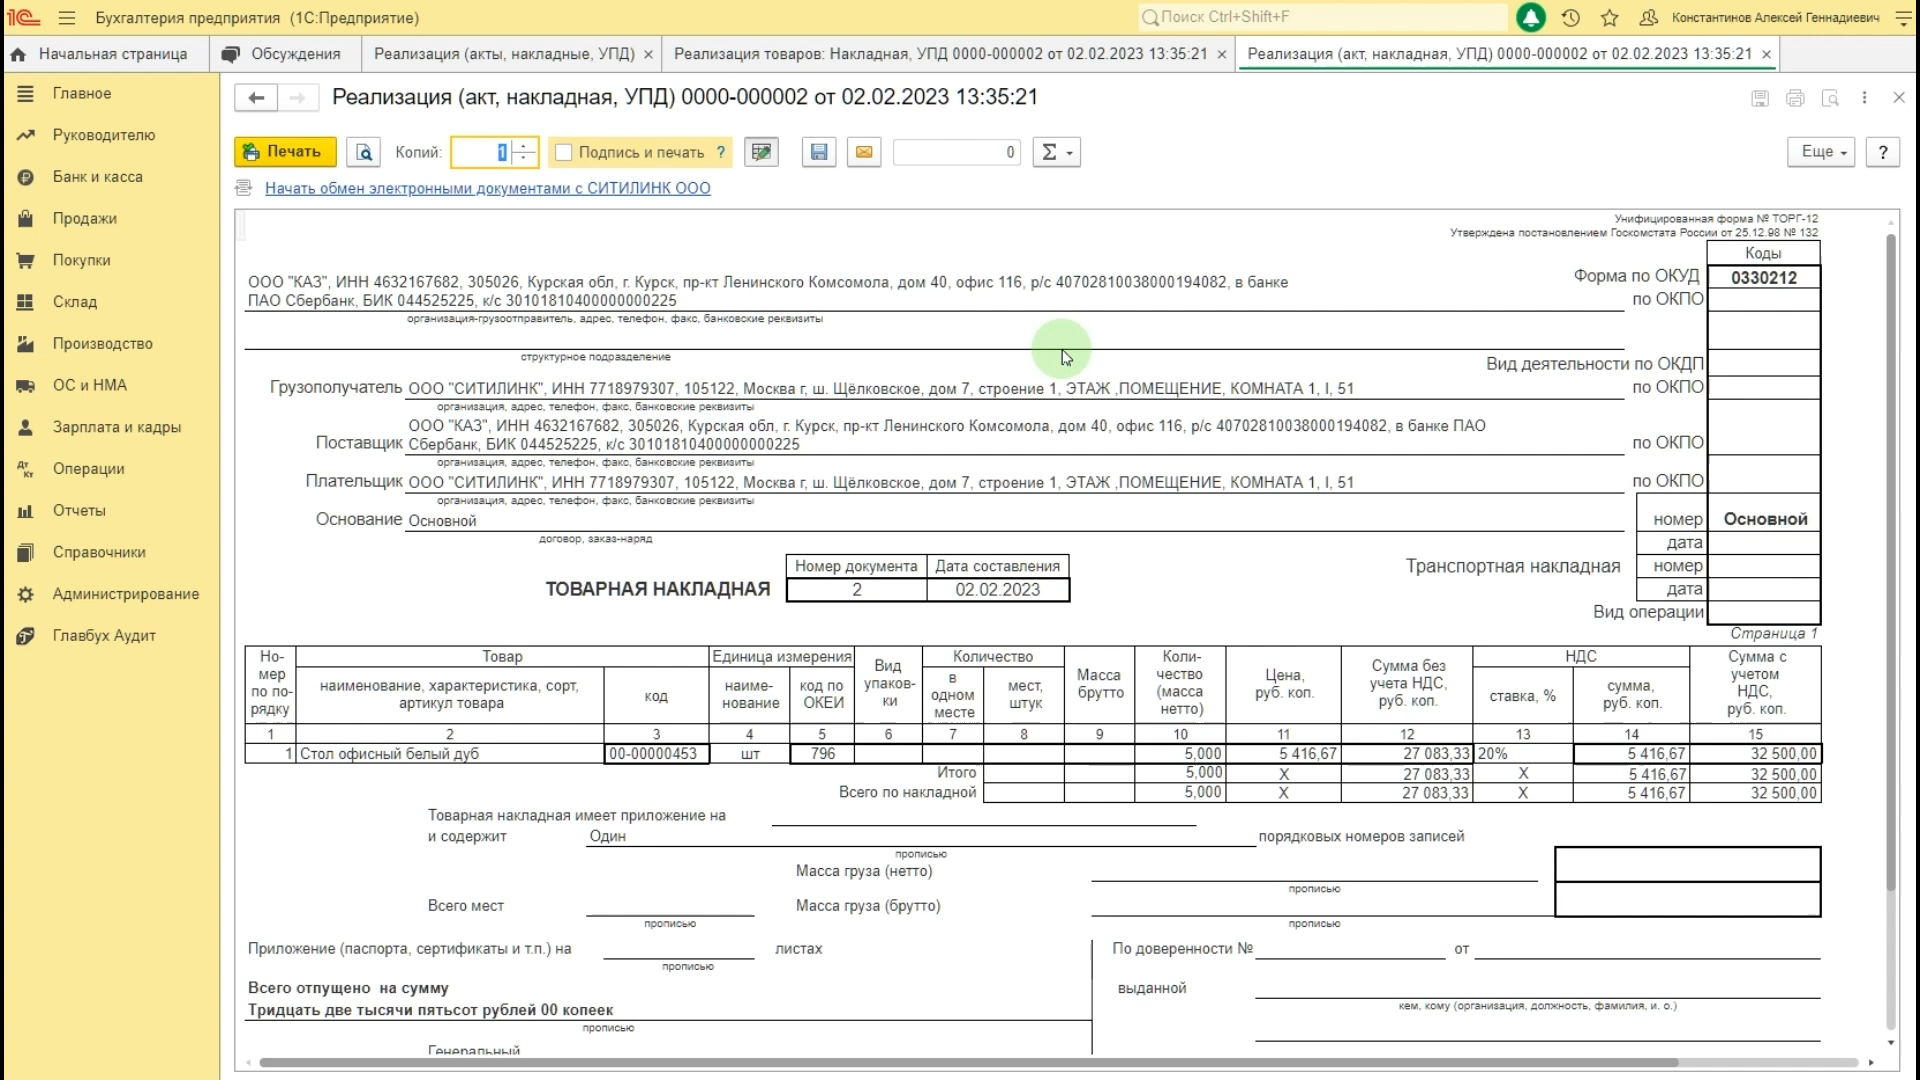 Бухгалтерия предприятия (1С:Предприятие)
Поиск Ctrl+Shift+F
Константинов Алексей Геннадиевич
Начальная страница
Обсуждения
Реализация (акты, накладные, УПД) ×
Реализация товаров: Накладная, УПД 0000-000002 от 02.02.2023 13:35:21 ×
Реализация (акт, накладная, УПД) 0000-000002 от 02.02.2023 13:35:21 ×
Главное
Руководителю
Банк и касса
Продажи
Покупки
Склад
Производство
ОС и НМА
Зарплата и кадры
Операции
Отчеты
Справочники
Администрирование
Главбух Аудит
Реализация (акт, накладная, УПД) 0000-000002 от 02.02.2023 13:35:21
Печать
Копий: 1
Подпись и печать ?
0
Σ
Еще
?
Начать обмен электронными документами с СИТИЛИНК ООО
Унифицированная форма № ТОРГ-12
Утверждена постановлением Госкомстата России от 25.12.98 № 132
Коды
Форма по ОКУД 0330212
ООО "КАЗ", ИНН 4632167682, 305026, Курская обл, г. Курск, пр-кт Ленинского Комсомола, дом 40, офис 116, р/с 40702810038000194082, в банке
ПАО Сбербанк, БИК 044525225, к/с 30101810400000000225
по ОКПО
организация-грузоотправитель, адрес, телефон, факс, банковские реквизиты
структурное подразделение
Вид деятельности по ОКДП
Грузополучатель ООО "СИТИЛИНК", ИНН 7718979307, 105122, Москва г, ш. Щёлковское, дом 7, строение 1, ЭТАЖ ,ПОМЕЩЕНИЕ, КОМНАТА 1, I, 51
по ОКПО
организация, адрес, телефон, факс, банковские реквизиты
ООО "КАЗ", ИНН 4632167682, 305026, Курская обл, г. Курск, пр-кт Ленинского Комсомола, дом 40, офис 116, р/с 40702810038000194082, в банке ПАО
Поставщик Сбербанк, БИК 044525225, к/с 30101810400000000225
по ОКПО
организация, адрес, телефон, факс, банковские реквизиты
Плательщик ООО "СИТИЛИНК", ИНН 7718979307, 105122, Москва г, ш. Щёлковское, дом 7, строение 1, ЭТАЖ ,ПОМЕЩЕНИЕ, КОМНАТА 1, I, 51
по ОКПО
организация, адрес, телефон, факс, банковские реквизиты
Основание Основной
номер Основной
договор, заказ-наряд
дата
Транспортная накладная номер
дата
Вид операции
Номер документа Дата составления
ТОВАРНАЯ НАКЛАДНАЯ 2 02.02.2023
Страница 1
Но-
мер
по по-
рядку
Товар
наименование, характеристика, сорт,
артикул товара
код
Единица измерения
наиме-
нование
код по
ОКЕИ
Вид
упаков-
ки
Количество
в
одном
месте
мест,
штук
Масса
брутто
Коли-
чество
(масса
нетто)
Цена,
руб. коп.
Сумма без
учета НДС,
руб. коп.
НДС
ставка, %
сумма,
руб. коп.
Сумма с
учетом
НДС,
руб. коп.
1 2 3 4 5 6 7 8 9 10 11 12 13 14 15
1 Стол офисный белый дуб 00-00000453 шт 796 5,000 5 416,67 27 083,33 20% 5 416,67 32 500,00
Итого 5,000 X 27 083,33 X 5 416,67 32 500,00
Всего по накладной 5,000 X 27 083,33 X 5 416,67 32 500,00
Товарная накладная имеет приложение на
и содержит Один порядковых номеров записей
прописью
Масса груза (нетто)
прописью
Всего мест Масса груза (брутто)
прописью прописью
Приложение (паспорта, сертификаты и т.п.) на листах
прописью
По доверенности № от
Всего отпущено на сумму
выданной
кем, кому (организация, должность, фамилия, и. о.)
Тридцать две тысячи пятьсот рублей 00 копеек
прописью
Генеральный